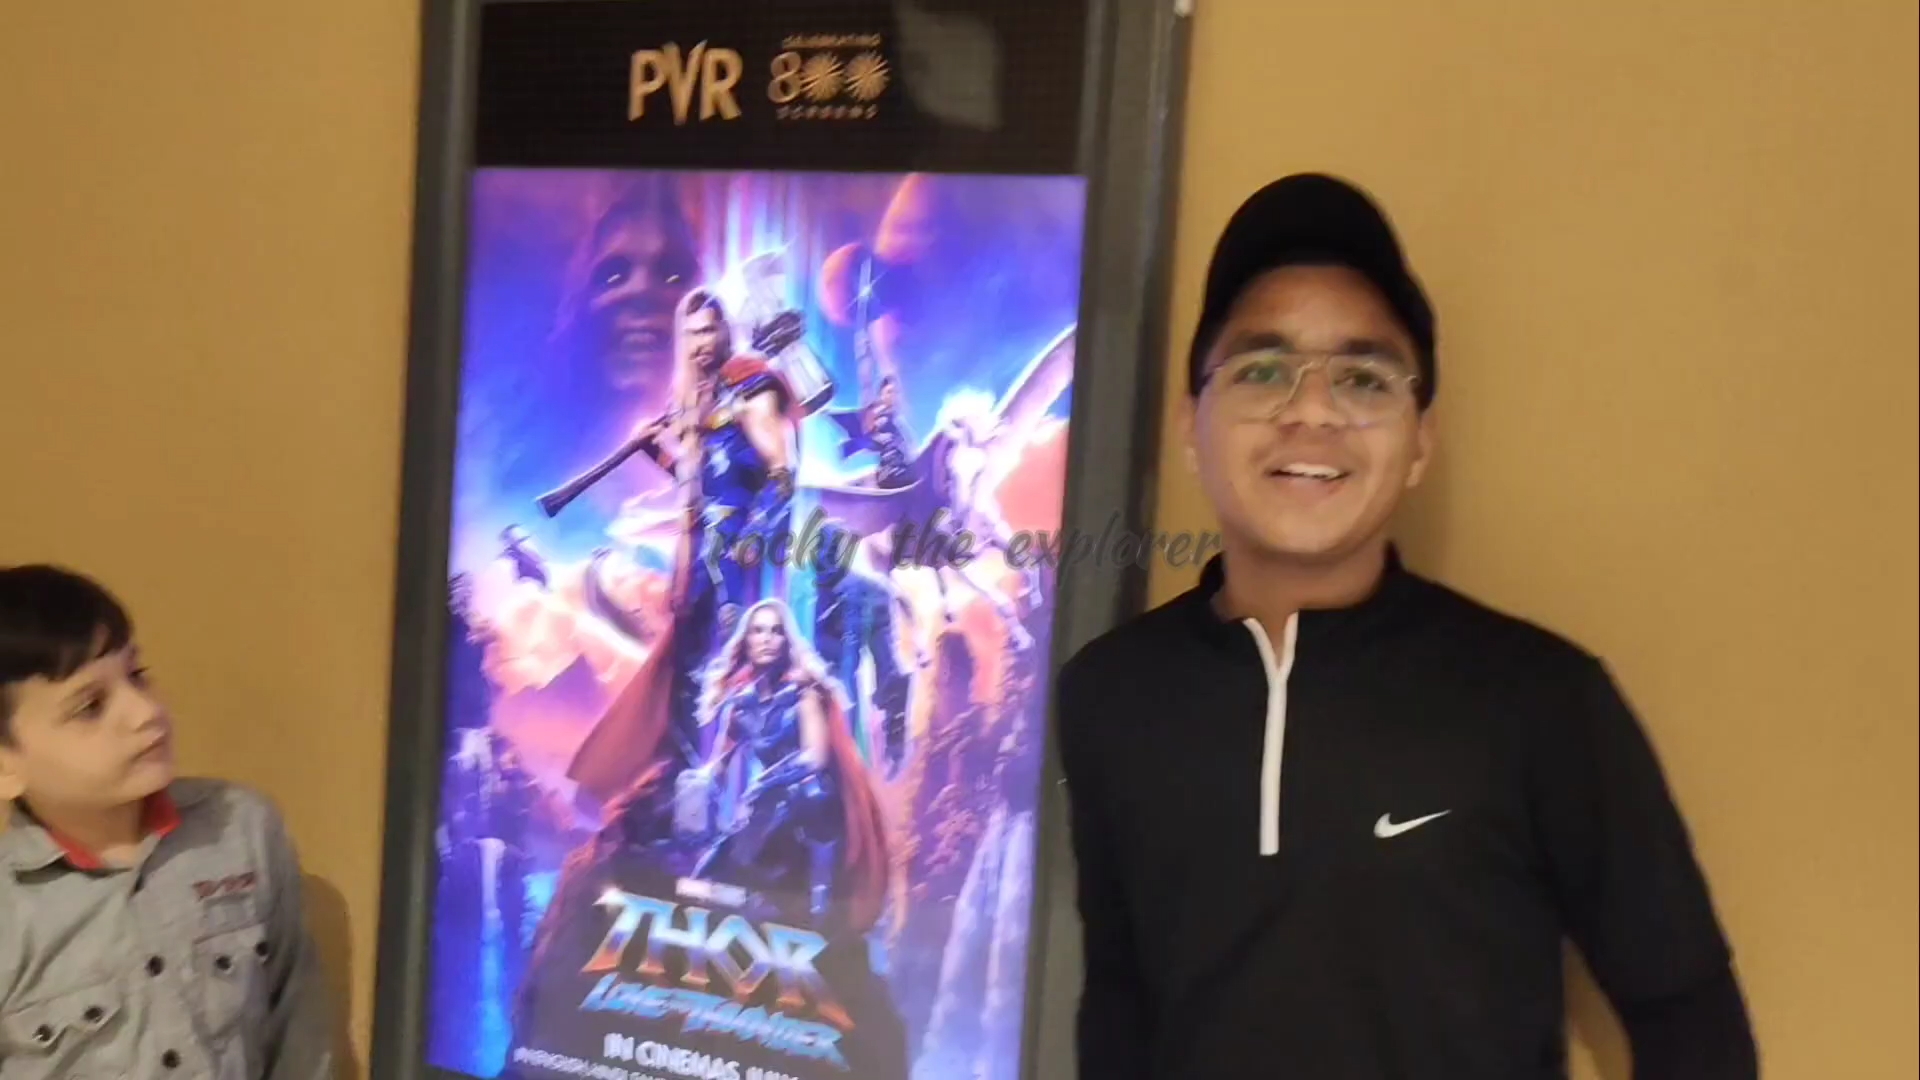 PVR
CELEBRATING
800
SCREENS
rocky the explorer
THOR
LOVE AND THUNDER
IN CINEMAS